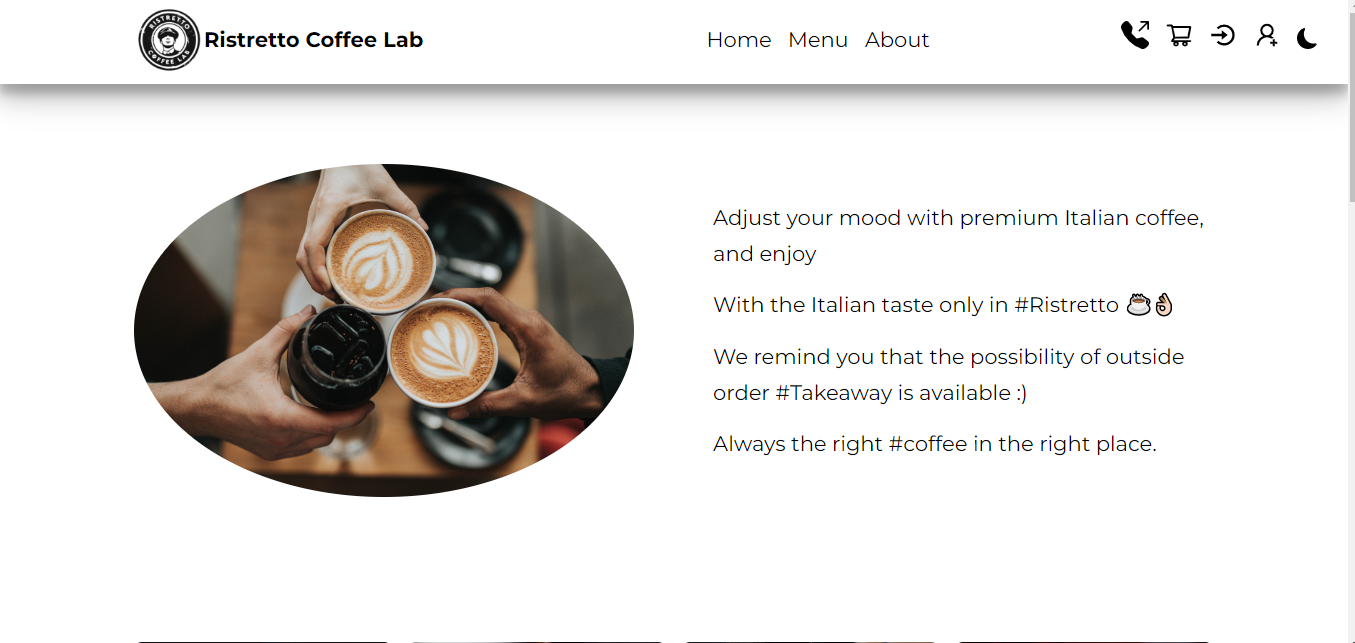 RISTRETTO
COFFEE LAB
Ristretto Coffee Lab
Home Menu About
Adjust your mood with premium Italian coffee,
and enjoy
With the Italian taste only in #Ristretto ☕👌
We remind you that the possibility of outside
order #Takeaway is available :)
Always the right #coffee in the right place.